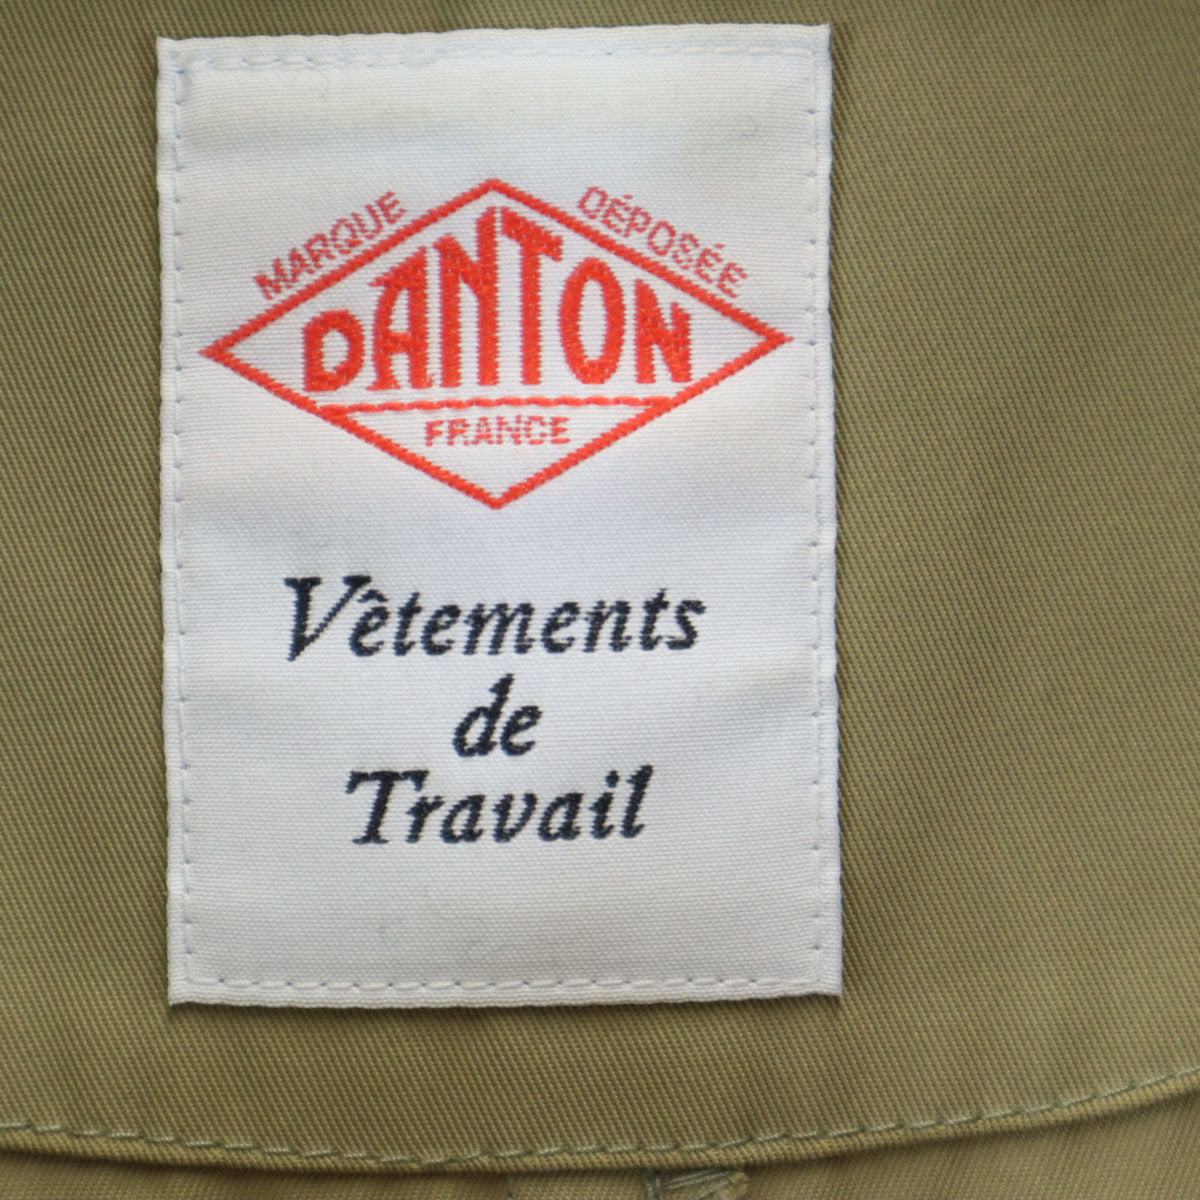 MARQUE DÉPOSÉE
DANTON
FRANCE
Vêtements
de
Travail